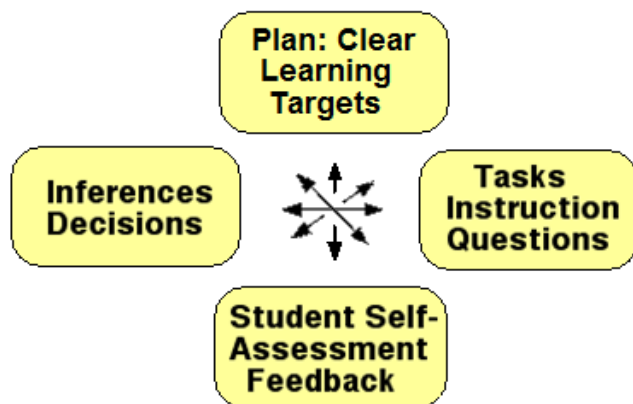 Plan: Clear
Learning
Targets
Inferences
Decisions
Tasks
Instruction
Questions
Student Self-
Assessment
Feedback